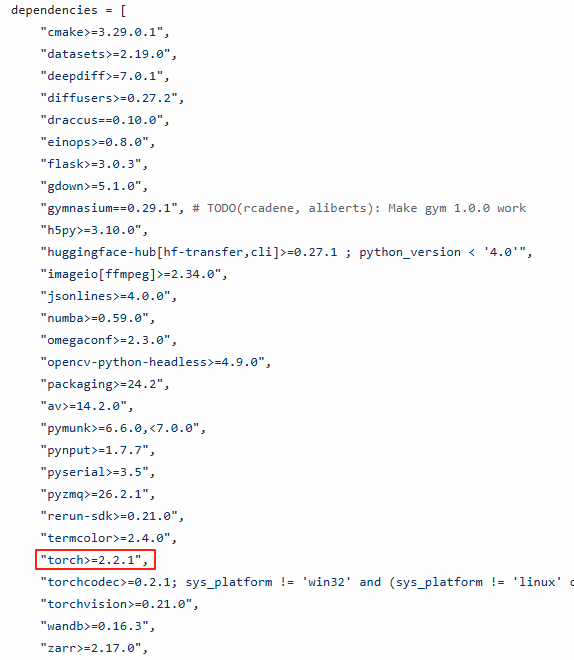 dependencies = [
"cmake>=3.29.0.1",
"datasets>=2.19.0",
"deepdiff>=7.0.1",
"diffusers>=0.27.2",
"draccus==0.10.0",
"einops>=0.8.0",
"flask>=3.0.3",
"gdown>=5.1.0",
"gymnasium==0.29.1", # TODO(rcadene, aliberts): Make gym 1.0.0 work
"h5py>=3.10.0",
"huggingface-hub[hf-transfer,cli]>=0.27.1 ; python_version < '4.0'",
"imageio[ffmpeg]>=2.34.0",
"jsonlines>=4.0.0",
"numba>=0.59.0",
"omegaconf>=2.3.0",
"opencv-python-headless>=4.9.0",
"packaging>=24.2",
"av>=14.2.0",
"pymunk>=6.6.0,<7.0.0",
"pynput>=1.7.7",
"pyserial>=3.5",
"pyzmq>=26.2.1",
"rerun-sdk>=0.21.0",
"termcolor>=2.4.0",
"torch>=2.2.1",
"torchcodec>=0.2.1; sys_platform != 'win32' and (sys_platform != 'linux'
"torchvision>=0.21.0",
"wandb>=0.16.3",
"zarr>=2.17.0",